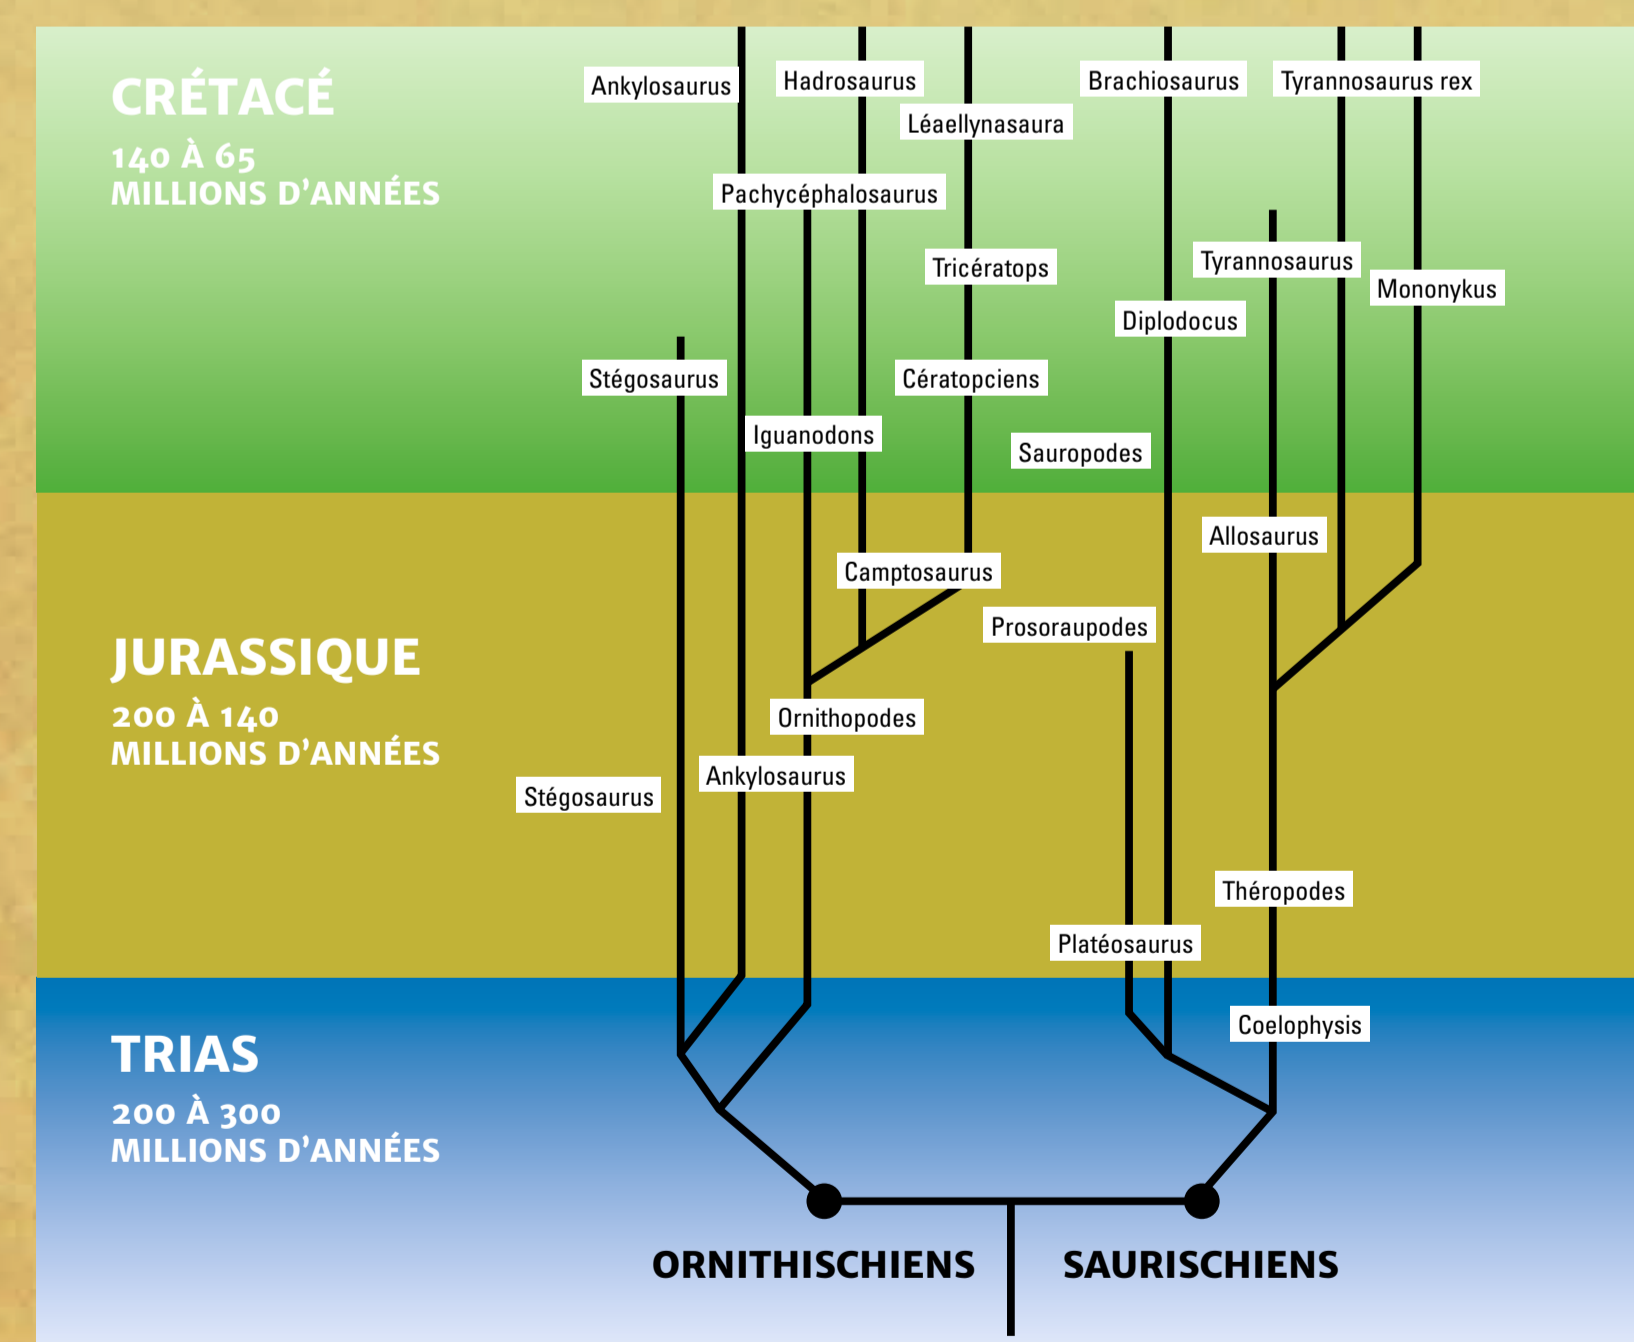 CRÉTACÉ
140 À 65
MILLIONS D'ANNÉES
Ankylosaurus
Hadrosaurus
Léaellynasaura
Brachiosaurus
Tyrannosaurus rex
Pachycéphalosaurus
Tricératops
Tyrannosaurus
Mononykus
Diplodocus
Stégosaurus
Cératopciens
Iguanodons
Sauropodes
JURASSIQUE
200 À 140
MILLIONS D'ANNÉES
Allosaurus
Camptosaurus
Prosoraupodes
Ornithopodes
Ankylosaurus
Stégosaurus
Théropodes
Platéosaurus
TRIAS
200 À 300
MILLIONS D'ANNÉES
Coelophysis
ORNITHISCHIENS
SAURISCHIENS